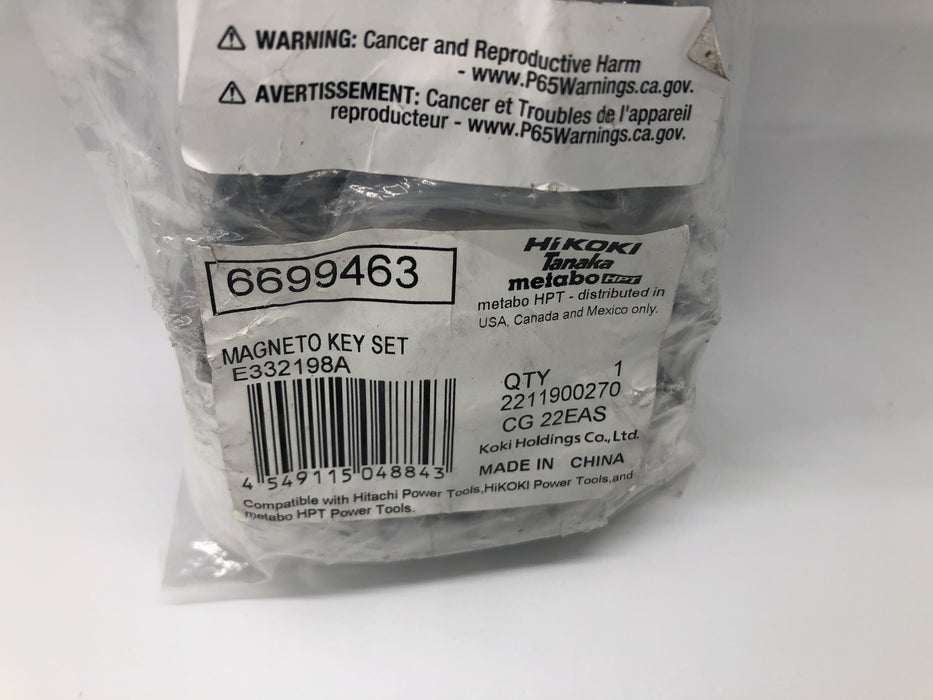 ⚠ WARNING: Cancer and Reproductive Harm
- www.P65Warnings.ca.gov.
⚠ AVERTISSEMENT: Cancer et Troubles de l'appareil
reproducteur - www.P65Warnings.ca.gov.
6699463
HiKOKI
Tanaka
metabo HPT
metabo HPT - distributed in
USA, Canada and Mexico only.
MAGNETO KEY SET
E332198A
QTY 1
2211900270
CG 22EAS
Koki Holdings Co., Ltd.
MADE IN CHINA
4 549115 048843
Compatible with Hitachi Power Tools,HiKOKI Power Tools,and
metabo HPT Power Tools.